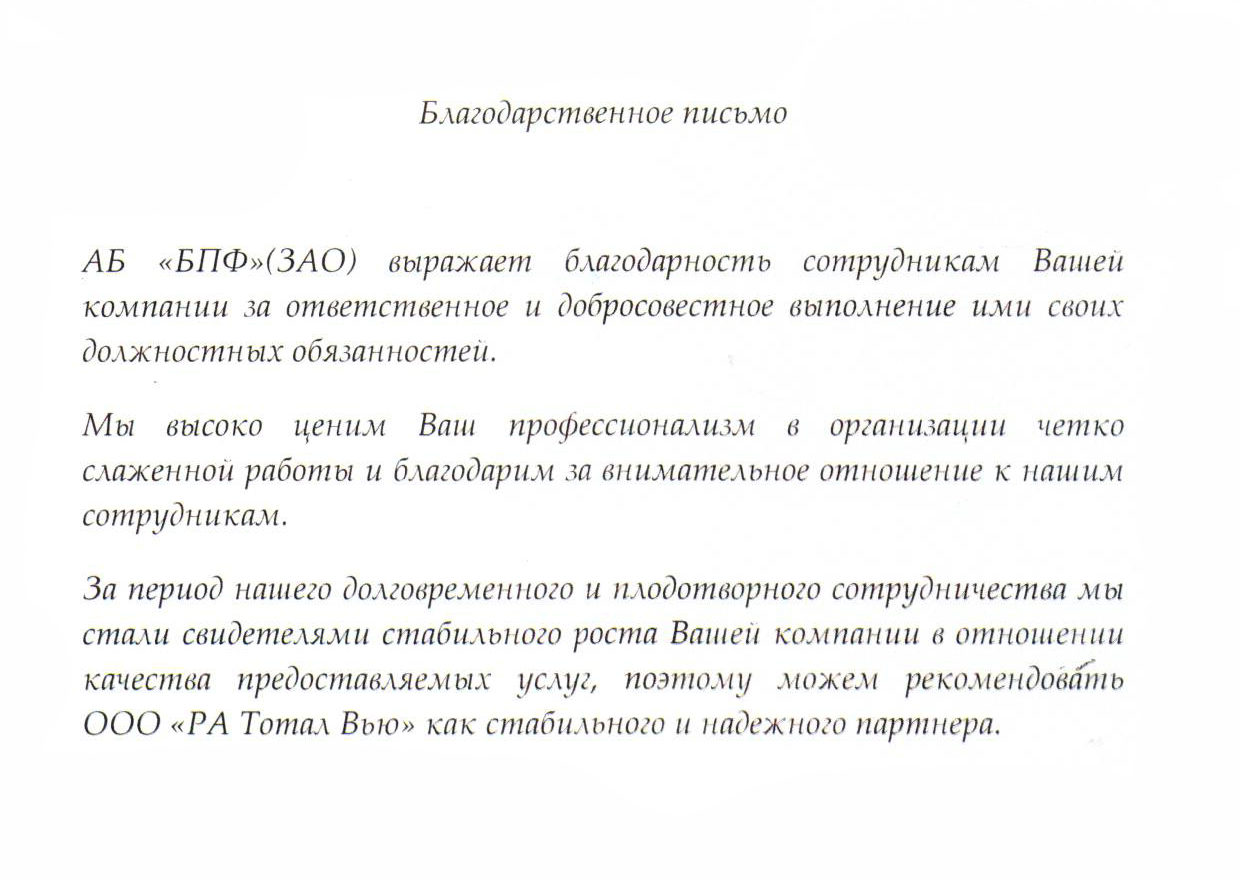 Благодарственное письмо
АБ «БПФ»(ЗАО) выражает благодарность сотрудникам Вашей
компании за ответственное и добросовестное выполнение ими своих
должностных обязанностей.
Мы высоко ценим Ваш профессионализм в организации четко
слаженной работы и благодарим за внимательное отношение к нашим
сотрудникам.
За период нашего долговременного и плодотворного сотрудничества мы
стали свидетелями стабильного роста Вашей компании в отношении
качества предоставляемых услуг, поэтому можем рекомендовать
ООО «РА Тотал Вью» как стабильного и надежного партнера.